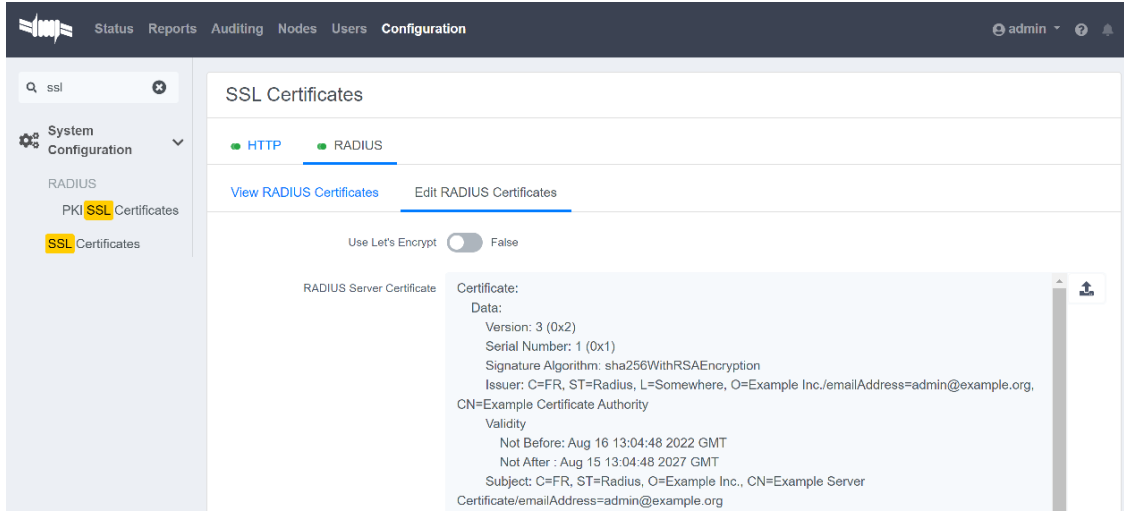 Status Reports Auditing Nodes Users Configuration admin
ssl
SSL Certificates
System
Configuration
HTTP RADIUS
RADIUS
View RADIUS Certificates Edit RADIUS Certificates
PKI SSL Certificates
SSL Certificates
Use Let's Encrypt False
RADIUS Server Certificate
Certificate:
Data:
Version: 3 (0x2)
Serial Number: 1 (0x1)
Signature Algorithm: sha256WithRSAEncryption
Issuer: C=FR, ST=Radius, L=Somewhere, O=Example Inc./emailAddress=admin@example.org,
CN=Example Certificate Authority
Validity
Not Before: Aug 16 13:04:48 2022 GMT
Not After : Aug 15 13:04:48 2027 GMT
Subject: C=FR, ST=Radius, O=Example Inc., CN=Example Server
Certificate/emailAddress=admin@example.org